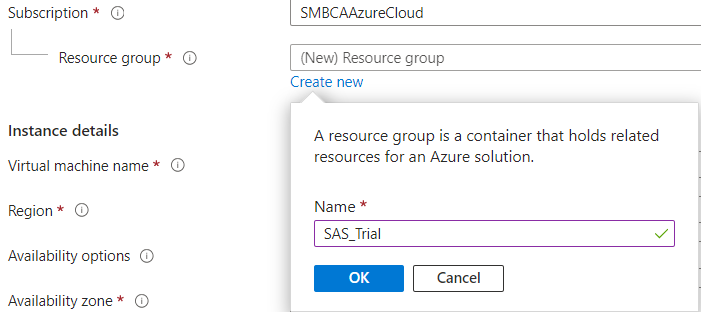 Subscription * SMBCAAzureCloud
Resource group * (New) Resource group
Create new
A resource group is a container that holds related
resources for an Azure solution.
Name *
SAS_Trial
OK Cancel
Instance details
Virtual machine name *
Region *
Availability options
Availability zone *